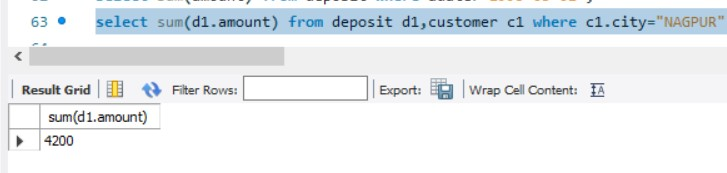 63 select sum(d1.amount) from deposit d1,customer c1 where c1.city="NAGPUR"
Result Grid Filter Rows: Export: Wrap Cell Content: IA
sum(d1.amount)
4200